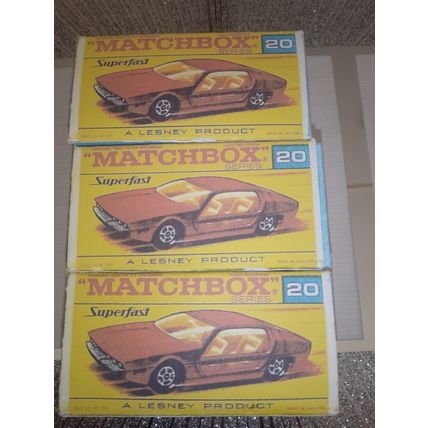 "MATCHBOX"
SERIES
20
Superfast
A LESNEY PRODUCT
"MATCHBOX"
SERIES
20
Superfast
A LESNEY PRODUCT
"MATCHBOX"
SERIES
20
Superfast
A LESNEY PRODUCT